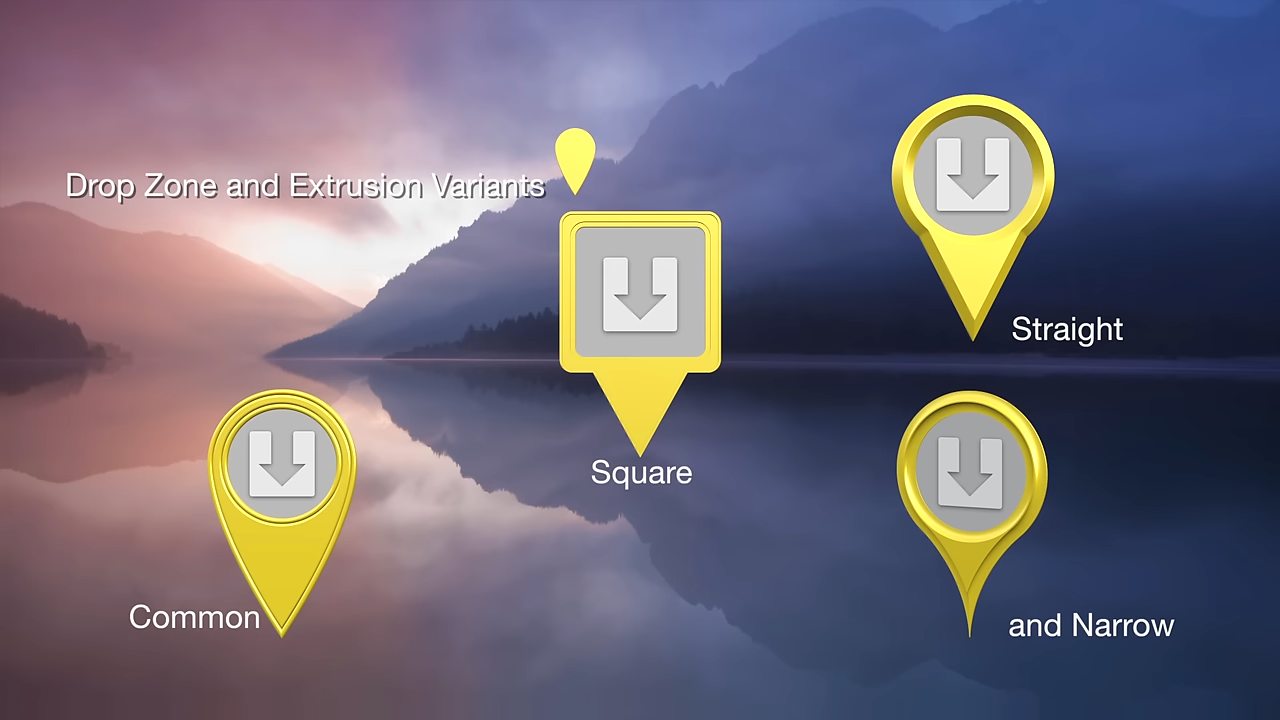 Drop Zone and Extrusion Variants
Straight
Square
Common
and Narrow